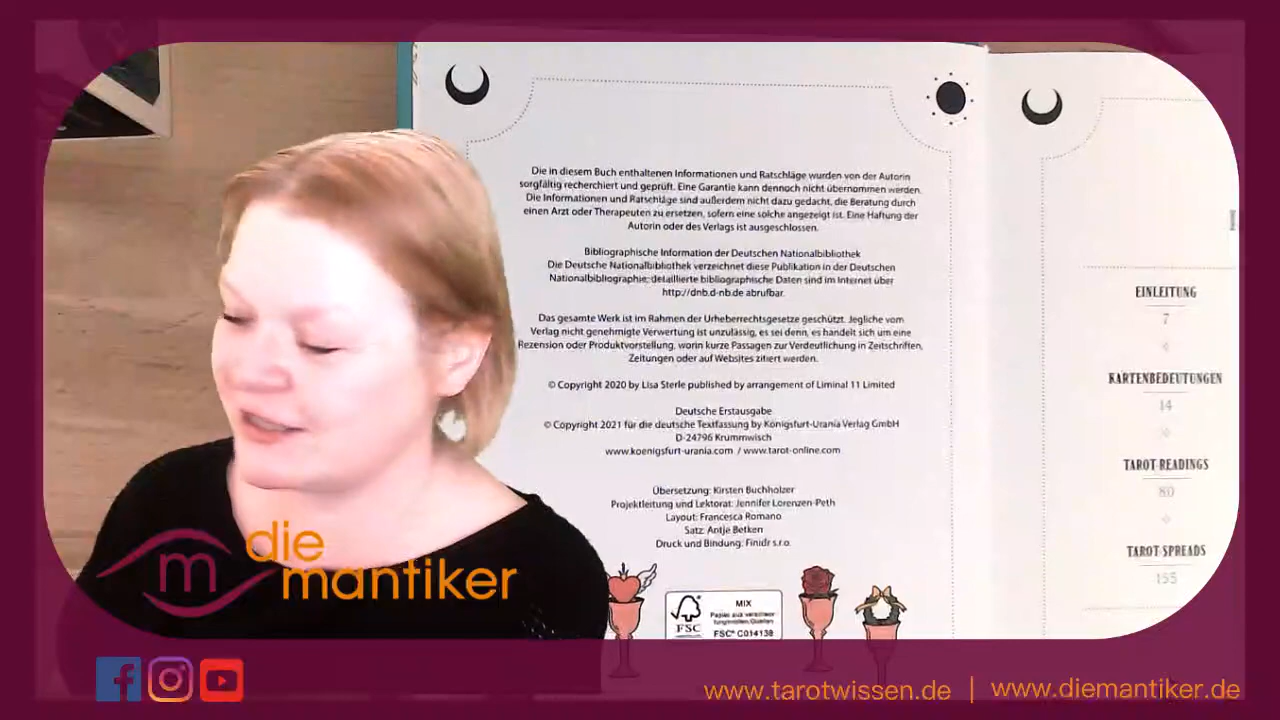 Die in diesem Buch enthaltenen Informationen und Ratschläge wurden von der Autorin
sorgfältig recherchiert und geprüft. Eine Garantie kann dennoch nicht übernommen werden.
Die Informationen und Ratschläge sind außerdem nicht dazu gedacht, die Beratung durch
einen Arzt oder Therapeuten zu ersetzen, sofern eine solche angezeigt ist. Eine Haftung der
Autorin oder des Verlags ist ausgeschlossen.
Bibliographische Information der Deutschen Nationalbibliothek
Die Deutsche Nationalbibliothek verzeichnet diese Publikation in der Deutschen
Nationalbibliographie; detaillierte bibliographische Daten sind im Internet über
http://dnb.d-nb.de abrufbar.
Das gesamte Werk ist im Rahmen der Urheberrechtsgesetze geschützt. Jegliche vom
Verlag nicht genehmigte Verwertung ist unzulässig, es sei denn, es handelt sich um eine
Rezension oder Produktvorstellung, worin kurze Passagen zur Verdeutlichung in Zeitschriften,
Zeitungen oder auf Websites zitiert werden.
© Copyright 2020 by Lisa Sterle published by arrangement of Liminal 11 Limited
Deutsche Erstausgabe
© Copyright 2021 für die deutsche Textfassung by Königsfurt-Urania Verlag GmbH
D-24796 Krummwisch
www.koenigsfurt-urania.com / www.tarot-online.com
Übersetzung: Kirsten Buchholzer
Projektleitung und Lektorat: Jennifer Lorenzen-Peth
Layout: Francesca Romano
Satz: Antje Betken
Druck und Bindung: Finidr s.r.o.
FSC
MIX
Papier aus verantwor-
tungsvollen Quellen
FSC® C014138
EINLEITUNG
7
KARTENBEDEUTUNGEN
14
TAROT-READINGS
80
TAROT-SPREADS
155
m die
mantiker
www.tarotwissen.de | www.diemantiker.de